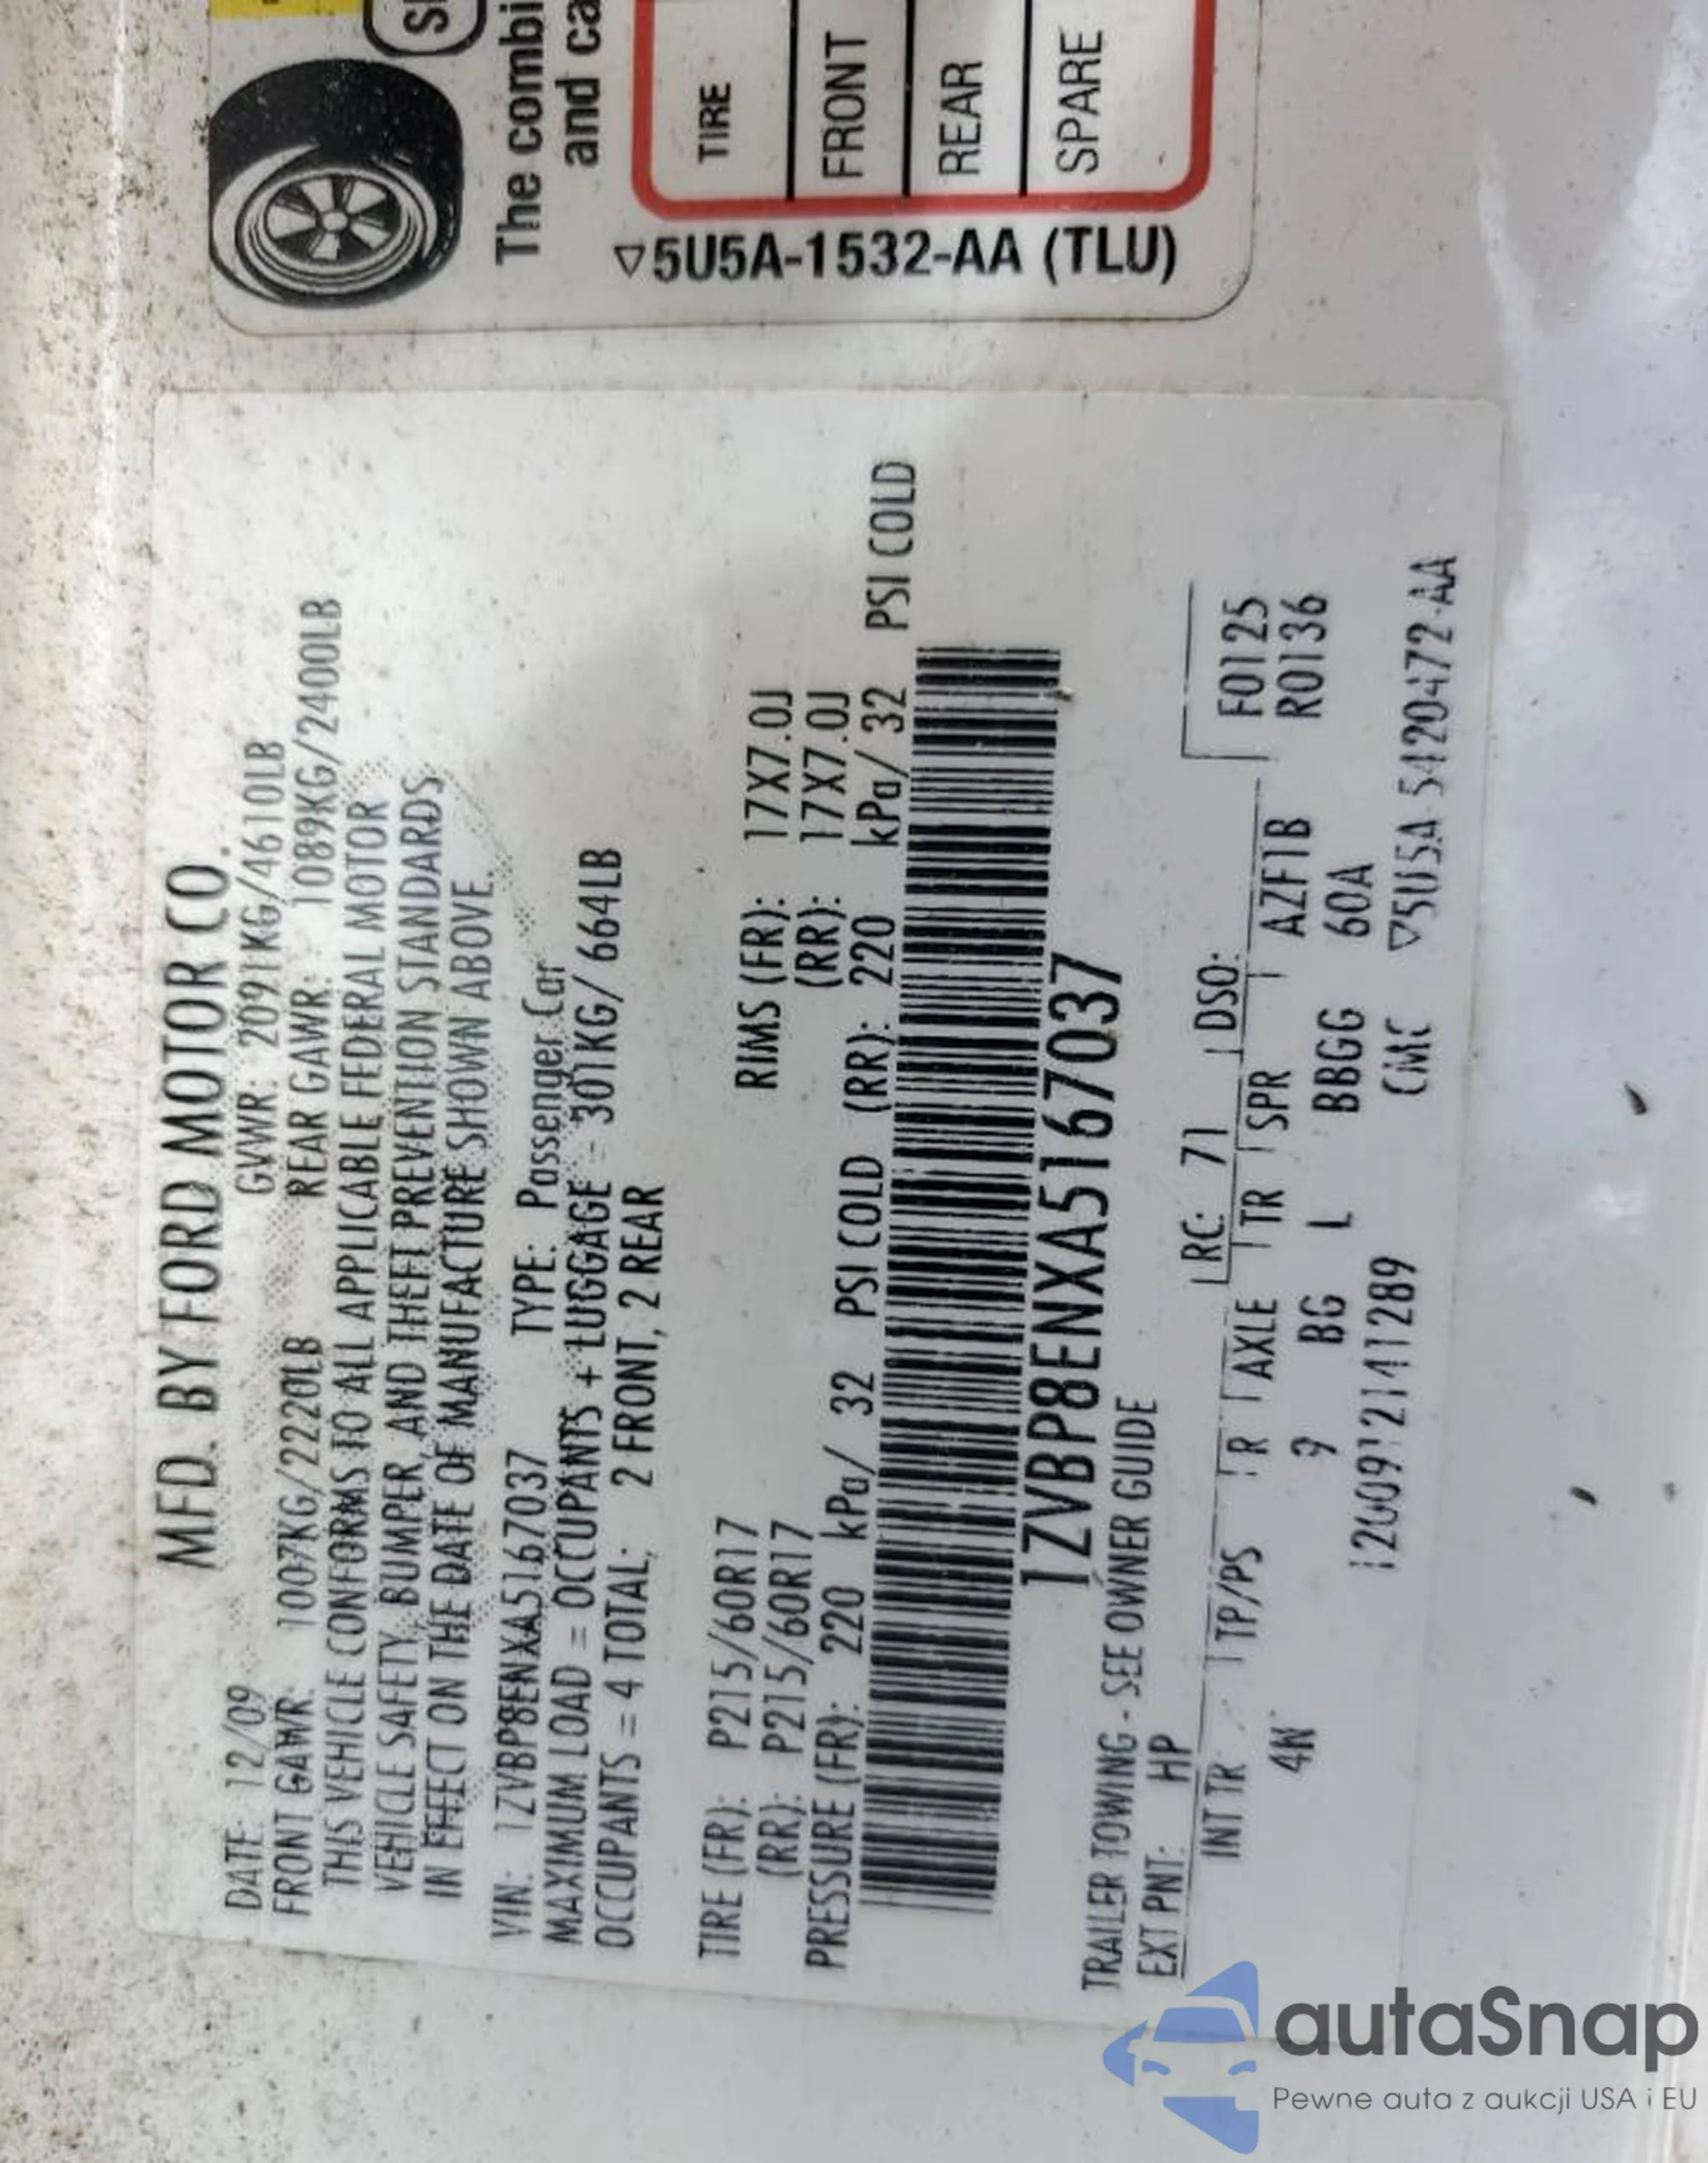 MFD. BY FORD MOTOR CO.
DATE: 12/09 GVWR: 2091KG/4610LB
FRONT GAWR: 1007KG/2220LB REAR GAWR: 1089KG/2400LB
THIS VEHICLE CONFORMS TO ALL APPLICABLE FEDERAL MOTOR
VEHICLE SAFETY, BUMPER, AND THEFT PREVENTION STANDARDS
IN EFFECT ON THE DATE OF MANUFACTURE SHOWN ABOVE.
VIN: 1ZVBP8ENXA5167037 TYPE: Passenger Car
MAXIMUM LOAD = OCCUPANTS + LUGGAGE = 301KG/ 664LB
OCCUPANTS = 4 TOTAL: 2 FRONT, 2 REAR
TIRE (FR): P215/60R17 RIMS (FR): 17X7.0J
(RR): P215/60R17 (RR): 17X7.0J
PRESSURE (FR): 220 kPa/ 32 PSI COLD (RR): 220 kPa/ 32 PSI COLD
1ZVBP8ENXA5167037
TRAILER TOWING - SEE OWNER GUIDE
EXT PNT: HP RC: 71 DSO:
INT TR TP/PS R AXLE TR SPR AZF1B F0125
4W 9 BG L BBGG 60A R0136
CMC ▽5U5A-5420472-AA
The combi
and ca
TIRE
FRONT
REAR
SPARE
▽5U5A-1532-AA (TLU)
autaSnap
Pewne auta z aukcji USA i EU